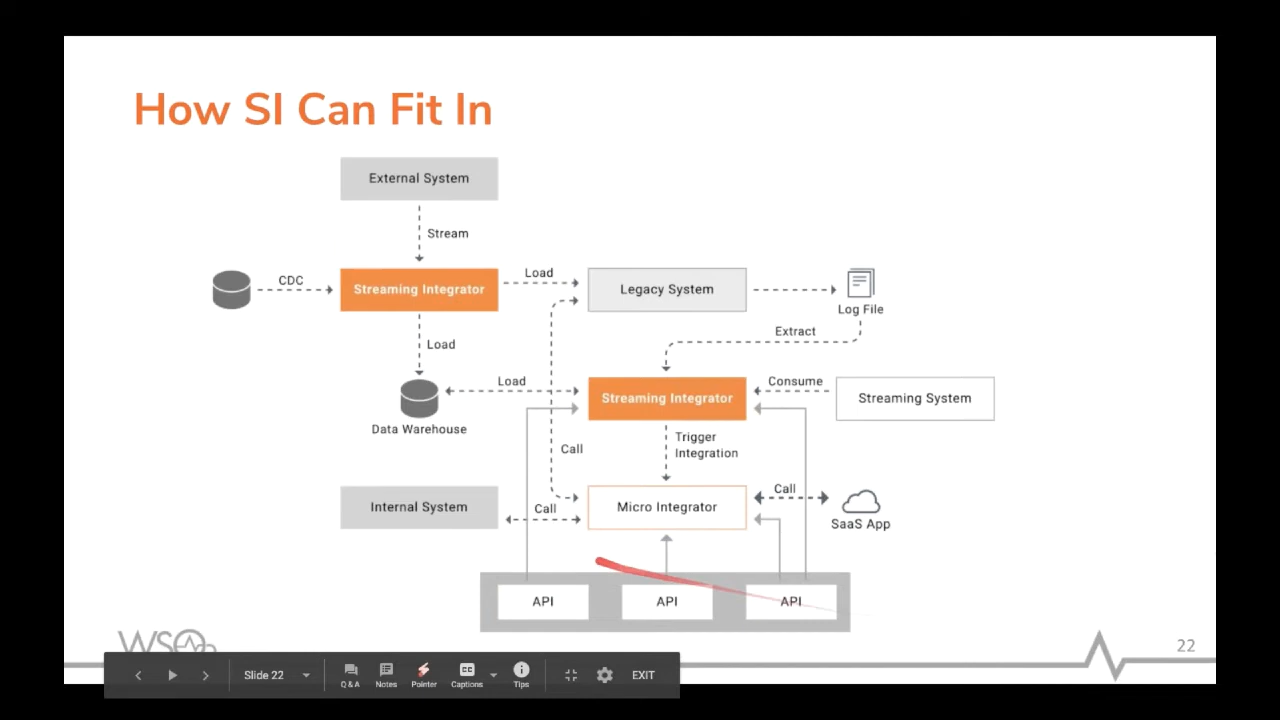 How SI Can Fit In
External System
Stream
CDC
Streaming Integrator
Load
Legacy System
Log File
Extract
Load
Load
Streaming Integrator
Consume
Streaming System
Data Warehouse
Call
Trigger
Integration
Internal System
Call
Micro Integrator
Call
SaaS App
API
API
API
WSO2
22
Slide 22
Q & A
Notes
Pointer
CC
Captions
Tips
EXIT